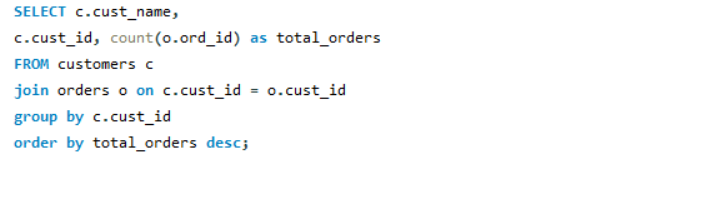 SELECT c.cust_name,
c.cust_id, count(o.ord_id) as total_orders
FROM customers c
join orders o on c.cust_id = o.cust_id
group by c.cust_id
order by total_orders desc;